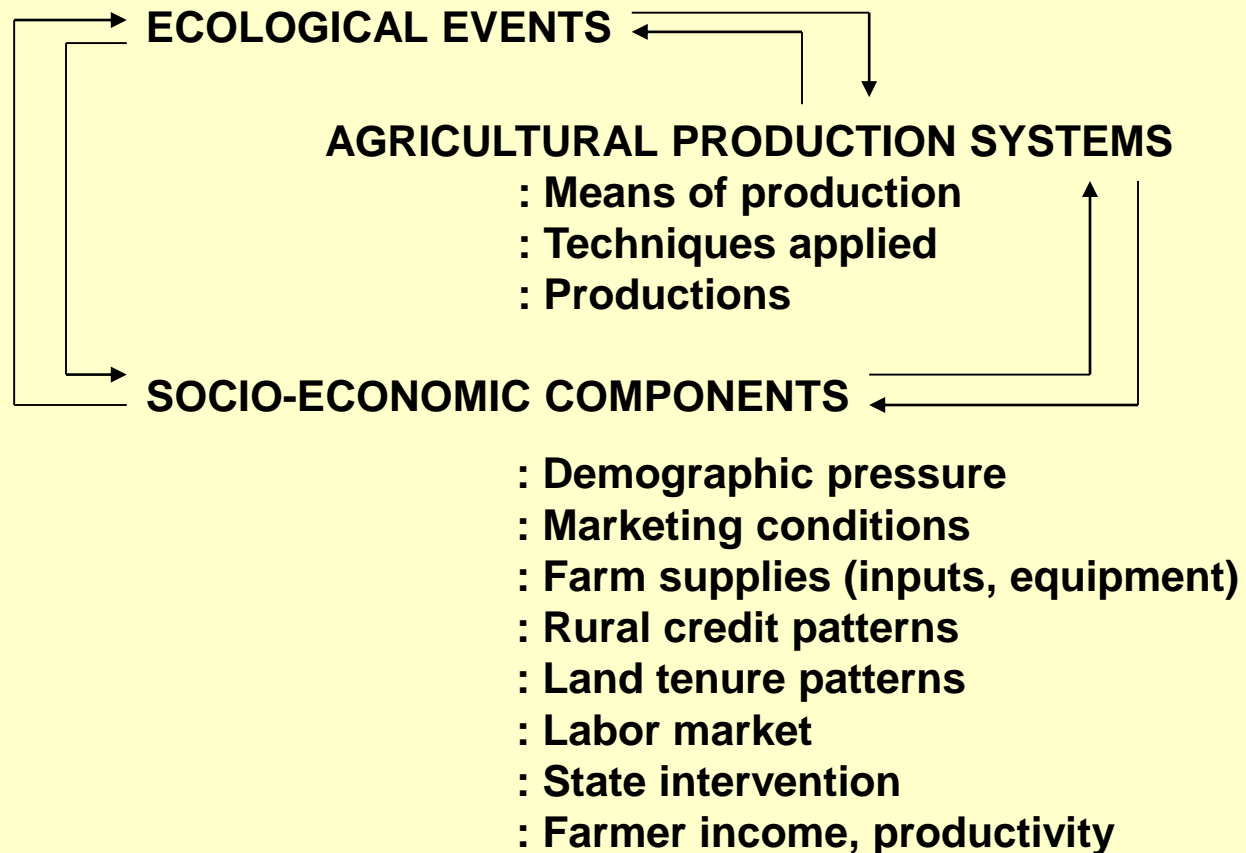 ECOLOGICAL EVENTS
AGRICULTURAL PRODUCTION SYSTEMS
: Means of production
: Techniques applied
: Productions
SOCIO-ECONOMIC COMPONENTS
: Demographic pressure
: Marketing conditions
: Farm supplies (inputs, equipment)
: Rural credit patterns
: Land tenure patterns
: Labor market
: State intervention
: Farmer income, productivity